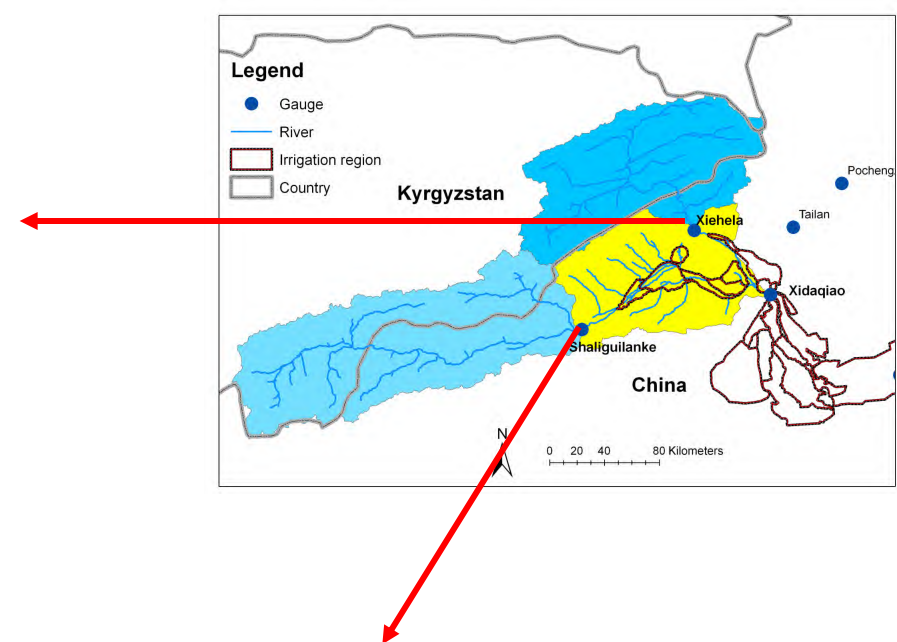 Legend
Gauge
River
Irrigation region
Country
Kyrgyzstan
Pocheng
Tailan
Xiehela
Xidaqiao
Shaliguilanke
China
N
0 20 40 80 Kilometers